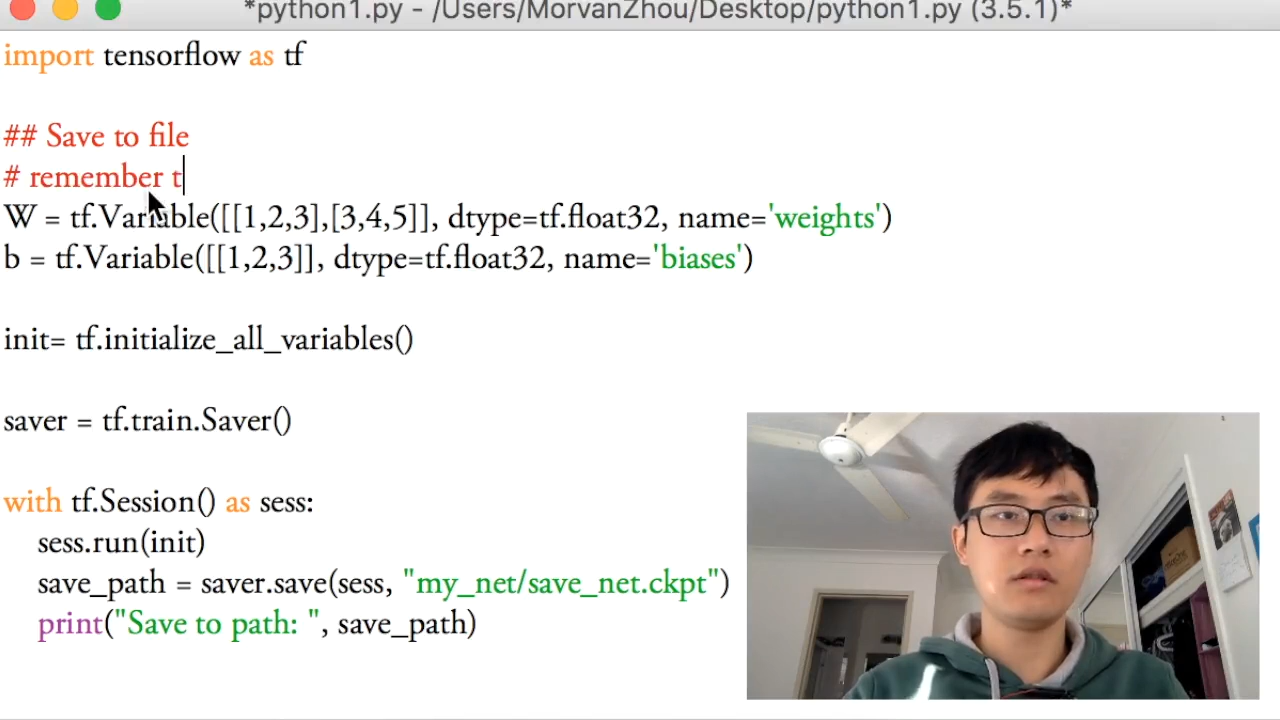 *python1.py - /Users/MorvanZhou/Desktop/python1.py (3.5.1)*
import tensorflow as tf
## Save to file
# remember t
W = tf.Variable([[1,2,3],[3,4,5]], dtype=tf.float32, name='weights')
b = tf.Variable([[1,2,3]], dtype=tf.float32, name='biases')
init= tf.initialize_all_variables()
saver = tf.train.Saver()
with tf.Session() as sess:
sess.run(init)
save_path = saver.save(sess, "my_net/save_net.ckpt")
print("Save to path: ", save_path)